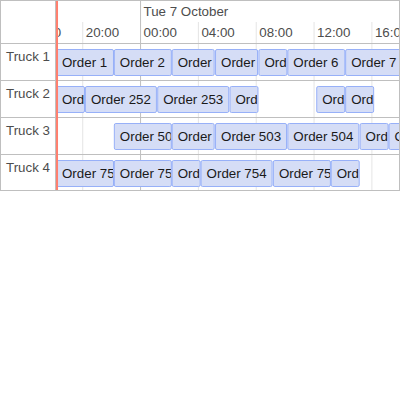 Tue 7 October
20:00 00:00 04:00 08:00 12:00 16:0
Truck 1 Order 1 Order 2 Order Order Ord Order 6 Order 7
Truck 2 Ord Order 252 Order 253 Ord Ord Ord
Truck 3 Order 50 Order Order 503 Order 504 Ord
Truck 4 Order 75 Order 75 Ord Order 754 Order 75 Ord